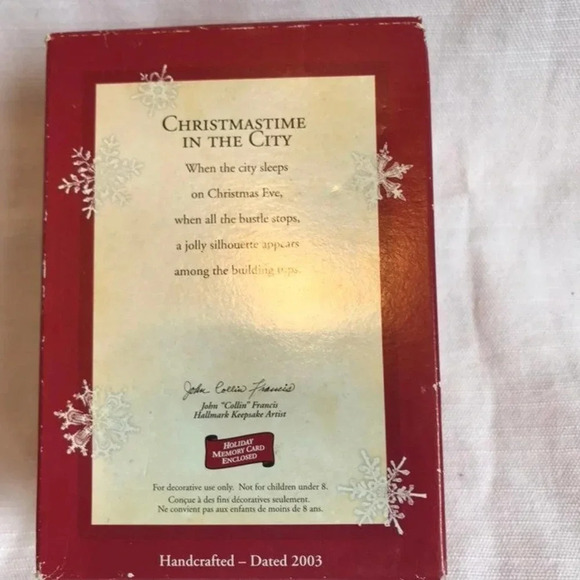 CHRISTMASTIME
IN THE CITY
When the city sleeps
on Christmas Eve,
when all the bustle stops,
a jolly silhouette appears
among the building tops.
John Collin Francis
John "Collin" Francis
Hallmark Keepsake Artist
HOLIDAY
MEMORY CARD
ENCLOSED
For decorative use only. Not for children under 8.
Conçue à des fins décoratives seulement.
Ne convient pas aux enfants de moins de 8 ans.
Handcrafted – Dated 2003